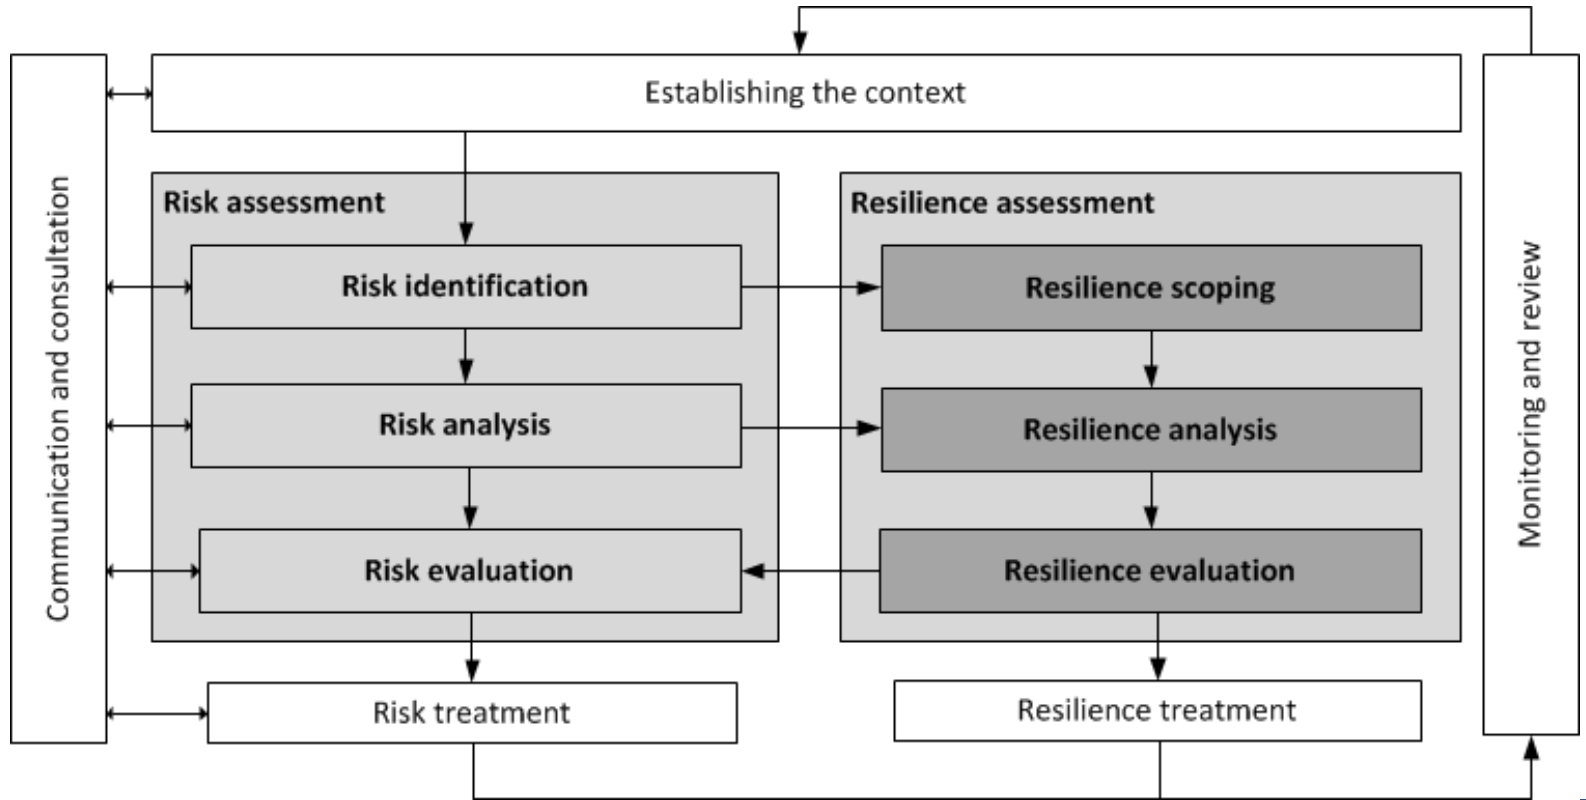 Establishing the context
Communication and consultation
Risk assessment
Risk identification
Risk analysis
Risk evaluation
Risk treatment
Resilience assessment
Resilience scoping
Resilience analysis
Resilience evaluation
Resilience treatment
Monitoring and review